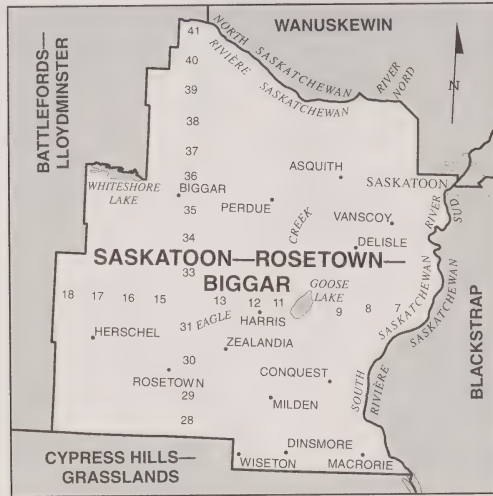 WANUSKEWIN
BATTLEFORDS–
LLOYDMINSTER
41
NORTH SASKATCHEWAN RIVER
RIVIÈRE SASKATCHEWAN NORD
N
40
39
38
37
36
ASQUITH
SASKATOON
WHITESHORE
LAKE
BIGGAR
PERDUE
35
VANSCOY
CREEK
34
DELISLE
SASKATOON—ROSETOWN—
BIGGAR
33
GOOSE
LAKE
18 17 16 15 13 12 11 9 8 7
31
EAGLE
HARRIS
HERSCHEL
ZEALANDIA
30
ROSETOWN
CONQUEST
29
MILDEN
28
SOUTH SASKATCHEWAN RIVER
RIVIÈRE SASKATCHEWAN SUD.
BLACKSTRAP
DINSMORE
WISETON
MACRORIE
CYPRESS HILLS—
GRASSLANDS